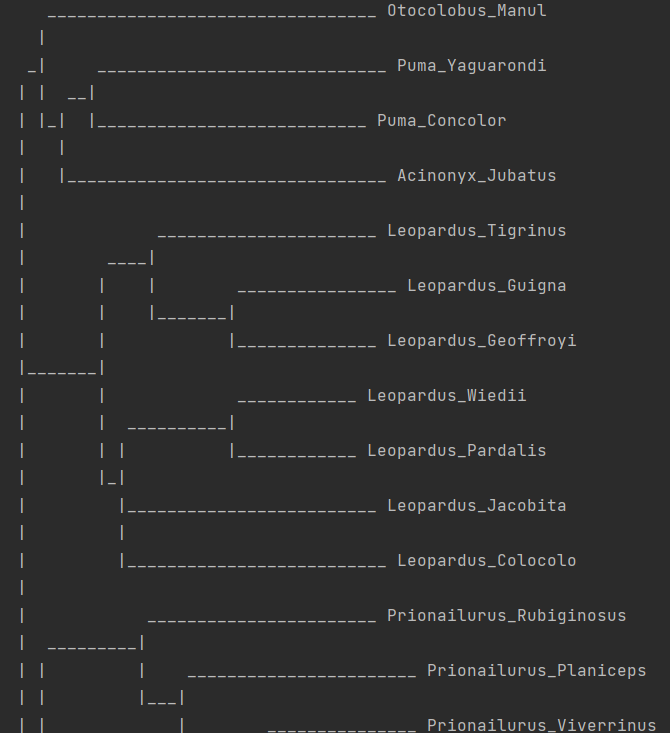 Otocolobus_Manul
Puma_Yaguarondi
Puma_Concolor
Acinonyx_Jubatus
Leopardus_Tigrinus
Leopardus_Guigna
Leopardus_Geoffroyi
Leopardus_Wiedii
Leopardus_Pardalis
Leopardus_Jacobita
Leopardus_Colocolo
Prionailurus_Rubiginosus
Prionailurus_Planiceps
Prionailurus_Viverrinus